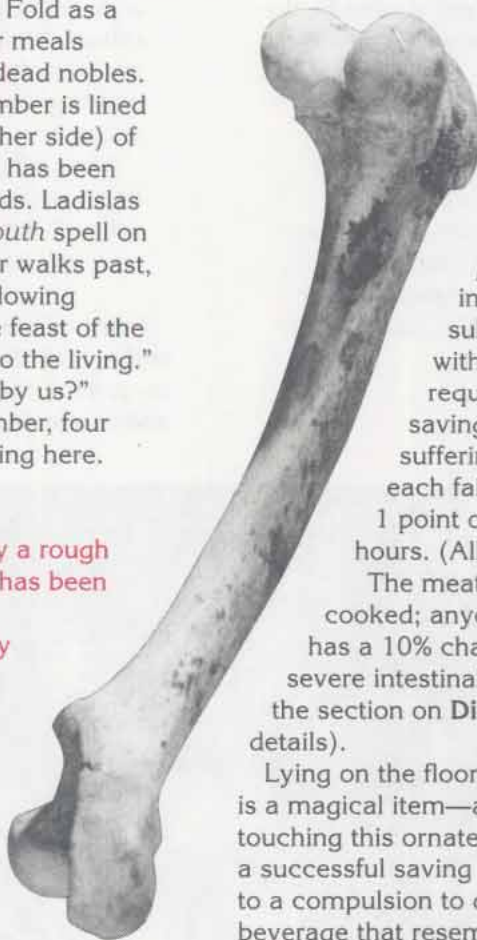 Fold as a
meals
dead nobles.
mber is lined
her side) of
has been
ds. Ladislas
outh spell on
r walks past,
lowing
feast of the
o the living."
by us?"
mber, four
ing here.
y a rough
has been
y
in
su
with
requ
saving
sufferin
each fal
1 point o
hours. (Al
The meat
cooked; anyo
has a 10% cha
severe intestina
the section on Di
details).
Lying on the floor
is a magical item—a
touching this ornate
a successful saving
to a compulsion to d
beverage that resem